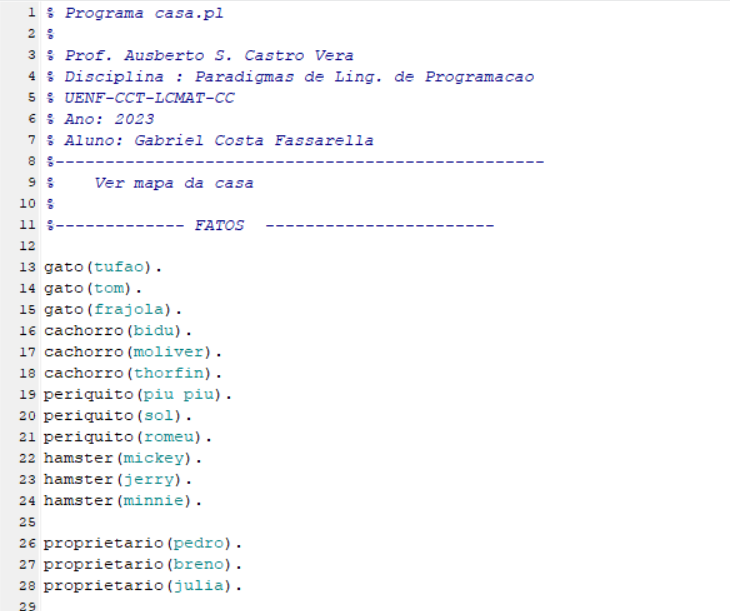 1 % Programa casa.pl
2 %
3 % Prof. Ausberto S. Castro Vera
4 % Disciplina : Paradigmas de Ling. de Programacao
5 % UENF-CCT-LCMAT-CC
6 % Ano: 2023
7 % Aluno: Gabriel Costa Fassarella
8 %-------------------------------------------------
9 %    Ver mapa da casa
10 %
11 %------------- FATOS  -----------------------
12
13 gato(tufao).
14 gato(tom).
15 gato(frajola).
16 cachorro(bidu).
17 cachorro(moliver).
18 cachorro(thorfin).
19 periquito(piu piu).
20 periquito(sol).
21 periquito(romeu).
22 hamster(mickey).
23 hamster(jerry).
24 hamster(minnie).
25
26 proprietario(pedro).
27 proprietario(breno).
28 proprietario(julia).
29